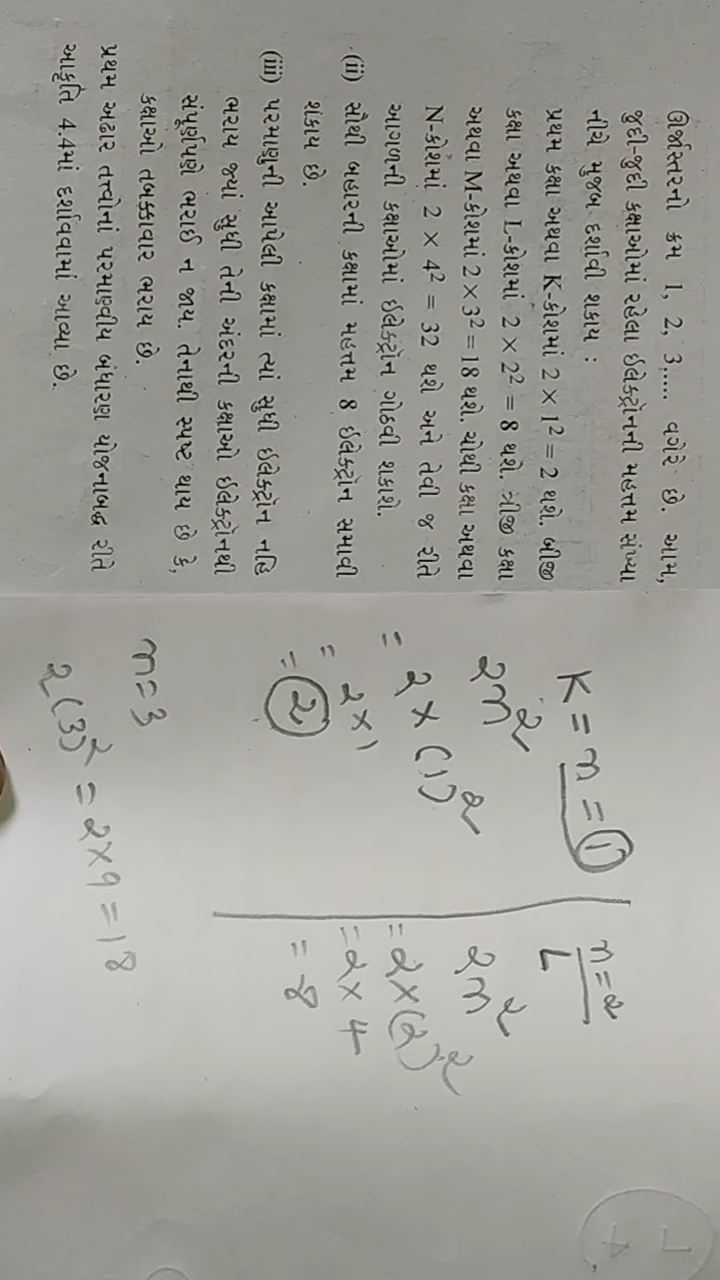 ઊર્જાસ્તરનો ક્રમ 1, 2, 3,.... વગેરે છે. આમ,
જુદી-જુદી કક્ષાઓમાં રહેલા ઇલેક્ટ્રોનની મહત્તમ સંખ્યા
નીચે મુજબ દર્શાવી શકાય :
પ્રથમ કક્ષા અથવા K-કોશમાં 2 × 1² = 2 થશે. બીજી
કક્ષા અથવા L-કોશમાં 2 × 2² = 8 થશે. ત્રીજી કક્ષા
અથવા M-કોશમાં 2 × 3² = 18 થશે. ચોથી કક્ષા અથવા
N-કોશમાં 2 × 4² = 32 થશે અને તેવી જ રીતે
આગળની કક્ષાઓમાં ઇલેક્ટ્રોન ગોઠવી શકાશે.
(ii) સૌથી બહારની કક્ષામાં મહત્તમ 8 ઇલેક્ટ્રોન સમાવી
શકાય છે.
(iii) પરમાણુની આપેલી કક્ષામાં ત્યાં સુધી ઇલેક્ટ્રોન નહિ
ભરાય જ્યાં સુધી તેની અંદરની કક્ષાઓ ઇલેક્ટ્રોનથી
સંપૂર્ણપણે ભરાઈ ન જાય. તેનાથી સ્પષ્ટ થાય છે કે,
કક્ષાઓ તબક્કાવાર ભરાય છે.
પ્રથમ અઢાર તત્ત્વોનાં પરમાણ્વીય બંધારણ યોજનાબદ્ધ રીતે
આકૃતિ 4.4માં દર્શાવવામાં આવ્યા છે.
K = n = 1
2n²
= 2 × (1)²
= 2 × 1
= 2
n = 2
L
2n²
= 2 × (2)²
= 2 × 4
= 8
n = 3
2(3)² = 2 × 9 = 18